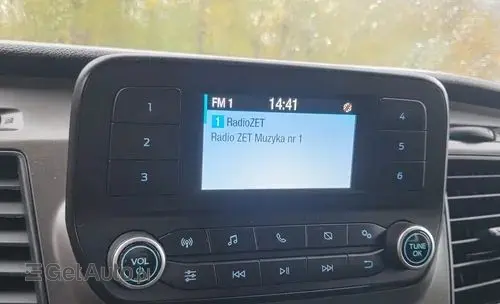 FM 1 14:41
1 RadioZET
Radio ZET Muzyka nr 1
1
2
3
4
5
6
VOL
TUNE
OK
GetAuto.pl